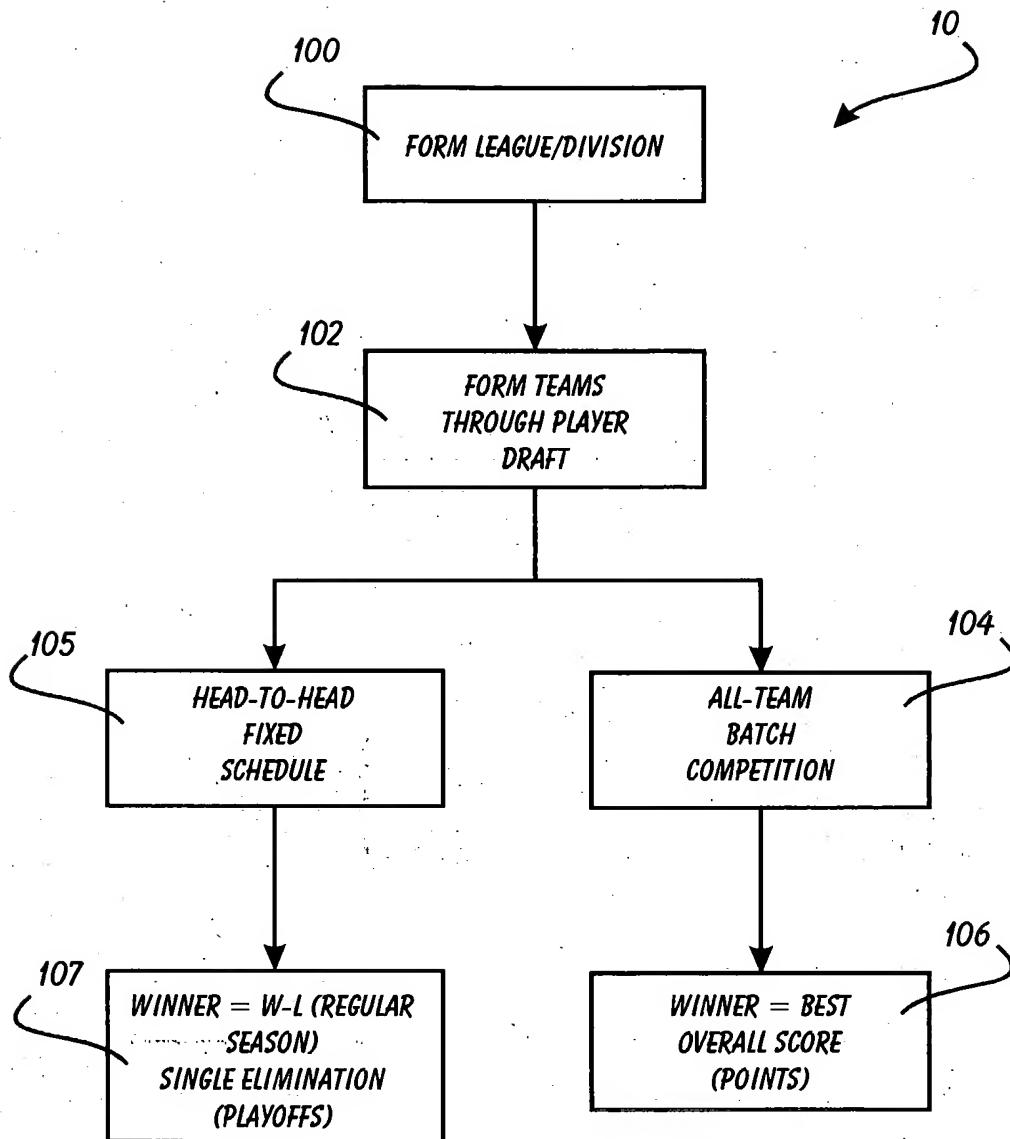 10
100
FORM LEAGUE/DIVISION
102
FORM TEAMS
THROUGH PLAYER
DRAFT
105
HEAD-TO-HEAD
FIXED
SCHEDULE
104
ALL-TEAM
BATCH
COMPETITION
107
WINNER = W-L (REGULAR
SEASON)
SINGLE ELIMINATION
(PLAYOFFS)
106
WINNER = BEST
OVERALL SCORE
(POINTS)